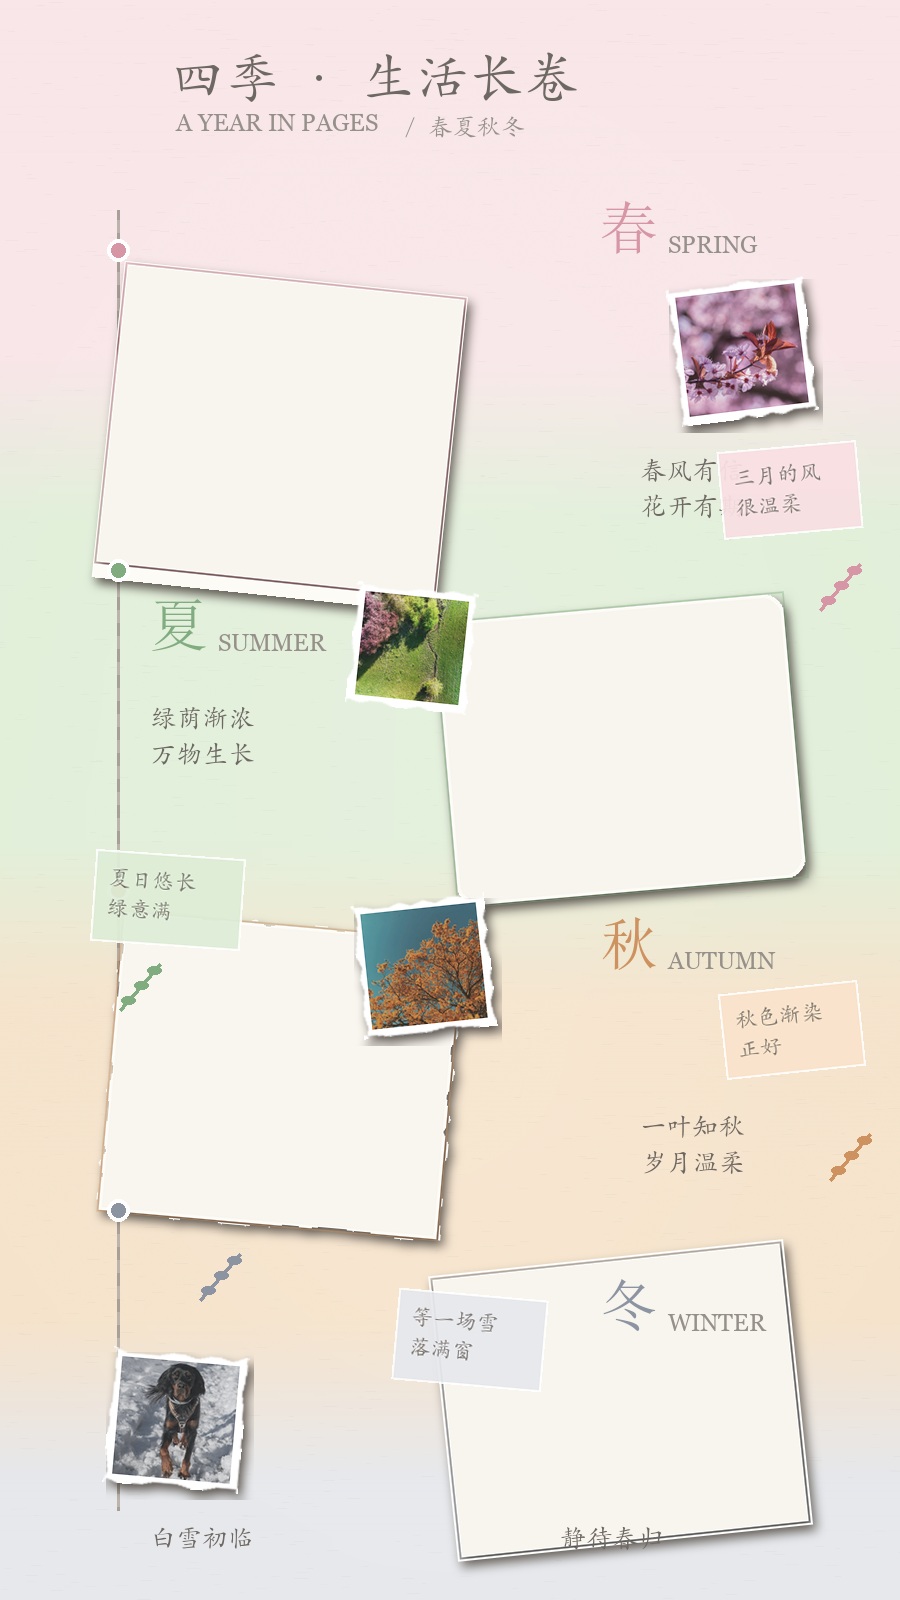 四季 · 生活长卷
A YEAR IN PAGES / 春夏秋冬
春 SPRING
春风有
花开有
三月的风
很温柔
夏 SUMMER
绿荫渐浓
万物生长
夏日悠长
绿意满
秋 AUTUMN
秋色渐染
正好
一叶知秋
岁月温柔
冬 WINTER
等一场雪
落满窗
白雪初临
静待春归